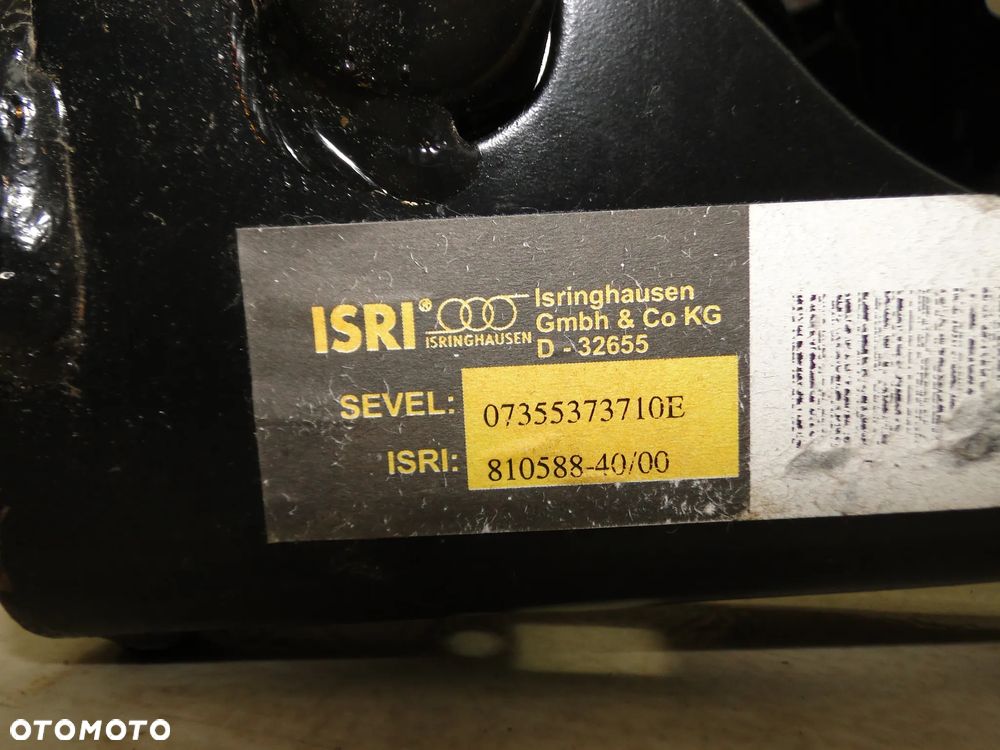 ISRI® ISRINGHAUSEN
Isringhausen
Gmbh & Co KG
D - 32655
SEVEL: 07355373710E
ISRI: 810588-40/00
OTOMOTO